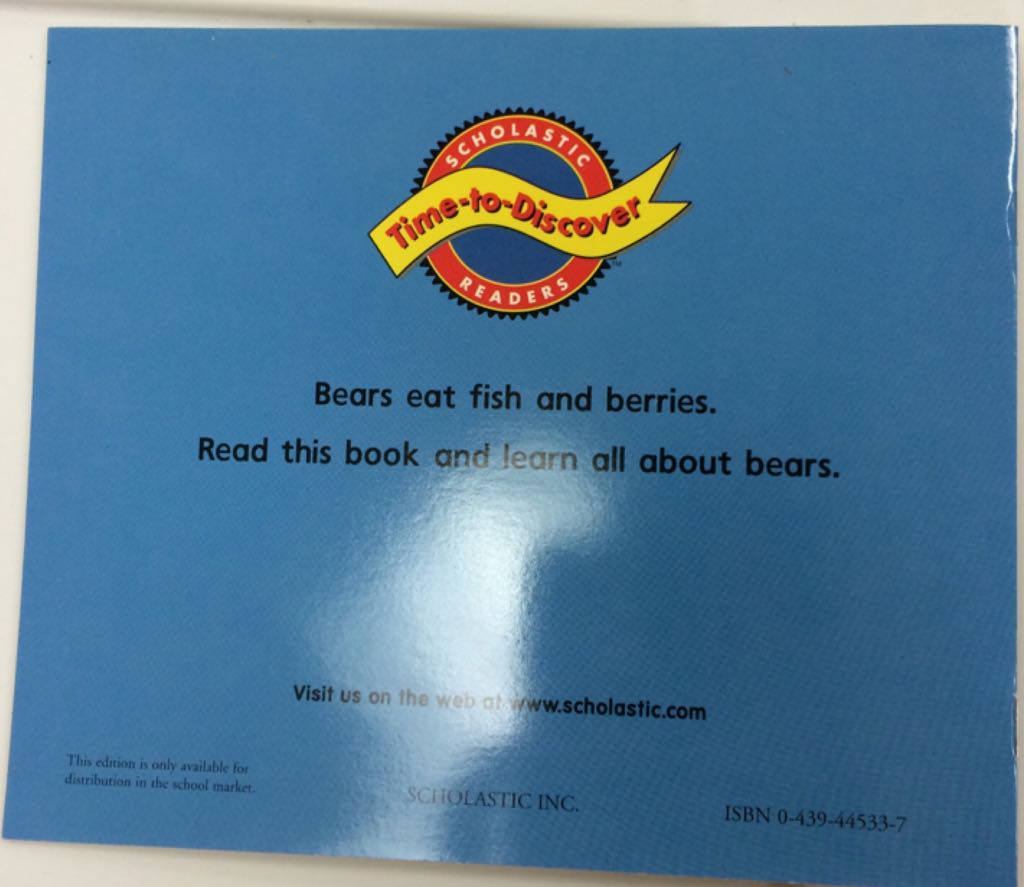 SCHOLASTIC
Time-to-Discover
READERS
TM
Bears eat fish and berries.
Read this book and learn all about bears.
Visit us on the web at www.scholastic.com
This edition is only available for
distribution in the school market.
SCHOLASTIC INC.
ISBN 0-439-44533-7